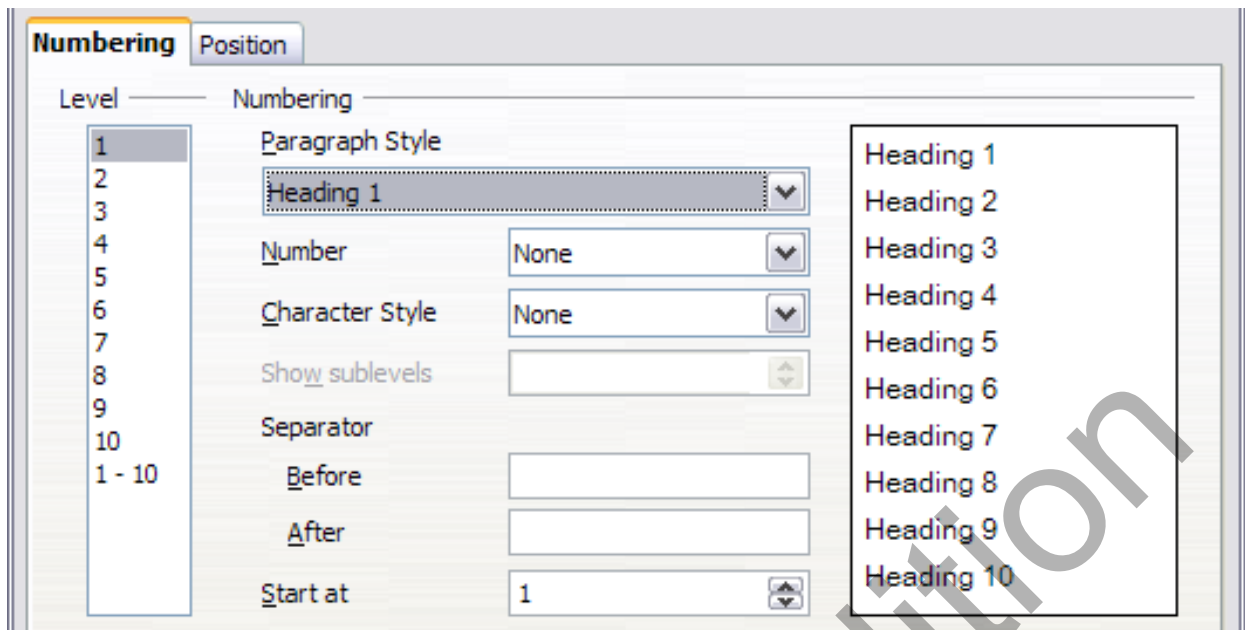 Numbering Position
Level Numbering
1
2
3
4
5
6
7
8
9
10
1 - 10
Paragraph Style
Heading 1
Number None
Character Style None
Show sublevels
Separator
Before
After
Start at 1
Heading 1
Heading 2
Heading 3
Heading 4
Heading 5
Heading 6
Heading 7
Heading 8
Heading 9
Heading 10